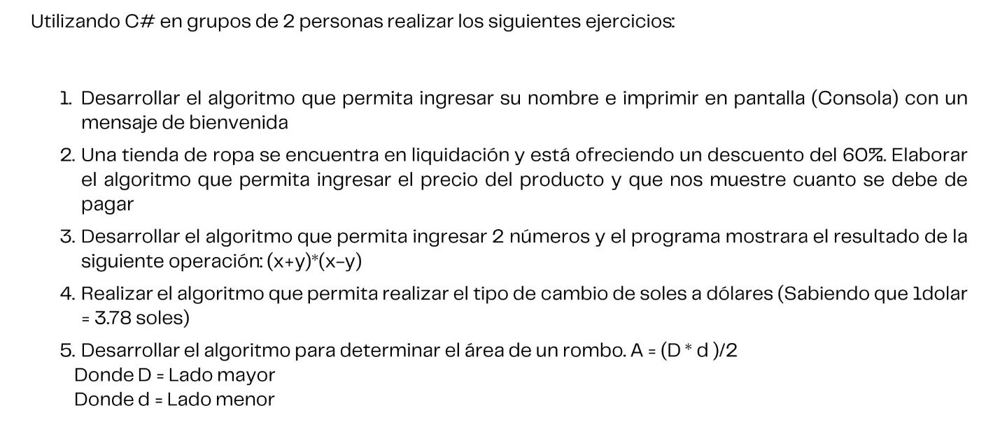 Utilizando C# en grupos de 2 personas realizar los siguientes ejercicios:
1. Desarrollar el algoritmo que permita ingresar su nombre e imprimir en pantalla (Consola) con un
mensaje de bienvenida
2. Una tienda de ropa se encuentra en liquidación y está ofreciendo un descuento del 60%. Elaborar
el algoritmo que permita ingresar el precio del producto y que nos muestre cuanto se debe de
pagar
3. Desarrollar el algoritmo que permita ingresar 2 números y el programa mostrara el resultado de la
siguiente operación: (x+y)*(x-y)
4. Realizar el algoritmo que permita realizar el tipo de cambio de soles a dólares (Sabiendo que 1dolar
= 3.78 soles)
5. Desarrollar el algoritmo para determinar el área de un rombo. A = (D * d )/2
Donde D = Lado mayor
Donde d = Lado menor